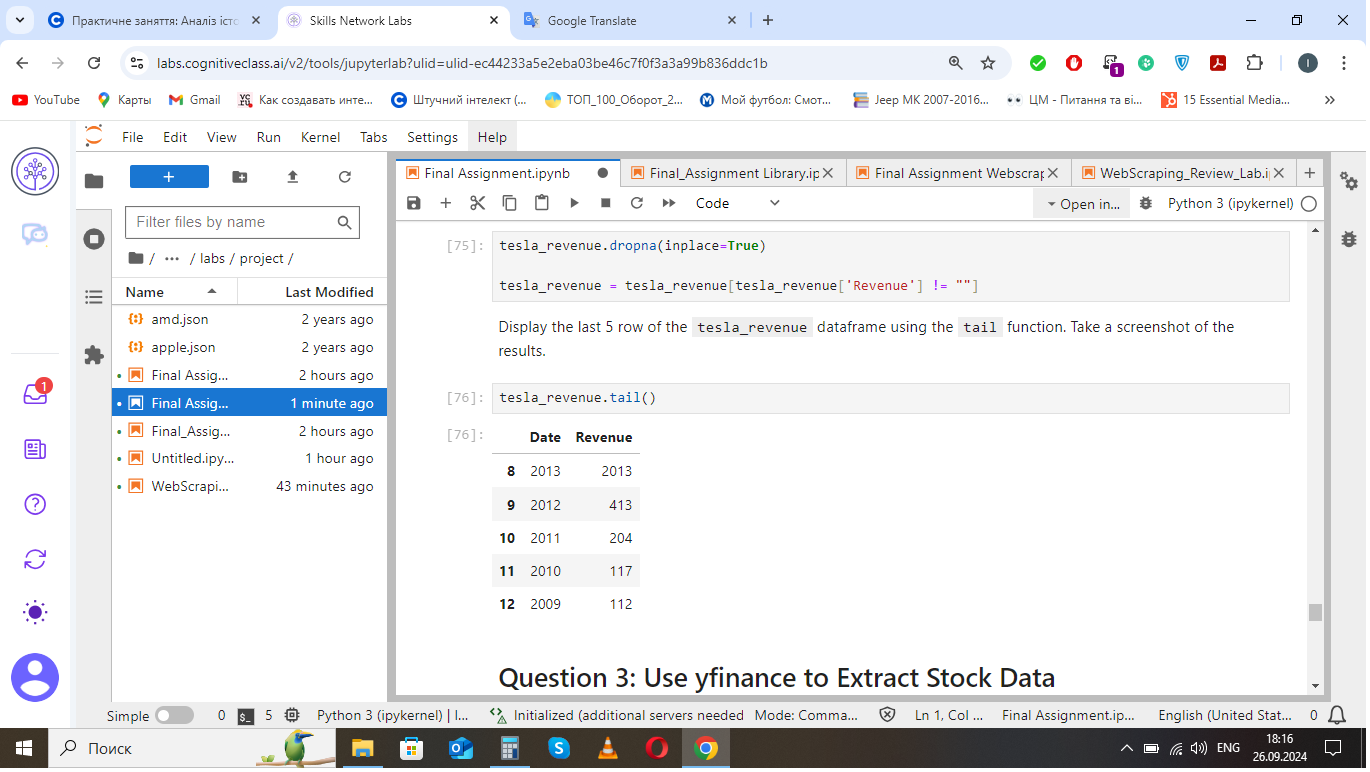 Практичне заняття: Аналіз істо
Skills Network Labs
Google Translate
labs.cognitiveclass.ai/v2/tools/jupyterlab?ulid=ulid-ec44233a5e2eba03be46c7f0f3a3a99b836ddc1b
1
I
YouTube
Карты
Gmail
Как создавать инте...
Штучний інтелект (...
ТОП_100_Оборот_2...
Мой футбол: Смот...
Jeep МК 2007-2016...
ЦМ - Питання та ві...
15 Essential Media...
File Edit View Run Kernel Tabs Settings Help
Final Assignment.ipynb
Final_Assignment Library.ip
Final Assignment Webscrap
WebScraping_Review_Lab.i
Code
Open in...
Python 3 (ipykernel)
Filter files by name
/ ··· / labs / project /
Name Last Modified
amd.json 2 years ago
apple.json 2 years ago
Final Assig... 2 hours ago
Final Assig... 1 minute ago
Final_Assig... 2 hours ago
Untitled.ipy... 1 hour ago
WebScrapi... 43 minutes ago
1
[75]: tesla_revenue.dropna(inplace=True)
tesla_revenue = tesla_revenue[tesla_revenue['Revenue'] != ""]
Display the last 5 row of the tesla_revenue dataframe using the tail function. Take a screenshot of the
results.
[76]: tesla_revenue.tail()
[76]: Date Revenue
8 2013 2013
9 2012 413
10 2011 204
11 2010 117
12 2009 112
Question 3: Use yfinance to Extract Stock Data
Simple 0 5 Python 3 (ipykernel) | I... Initialized (additional servers needed Mode: Comma... Ln 1, Col ... Final Assignment.ip... English (United Stat... 0
Поиск
ENG
18:16
26.09.2024